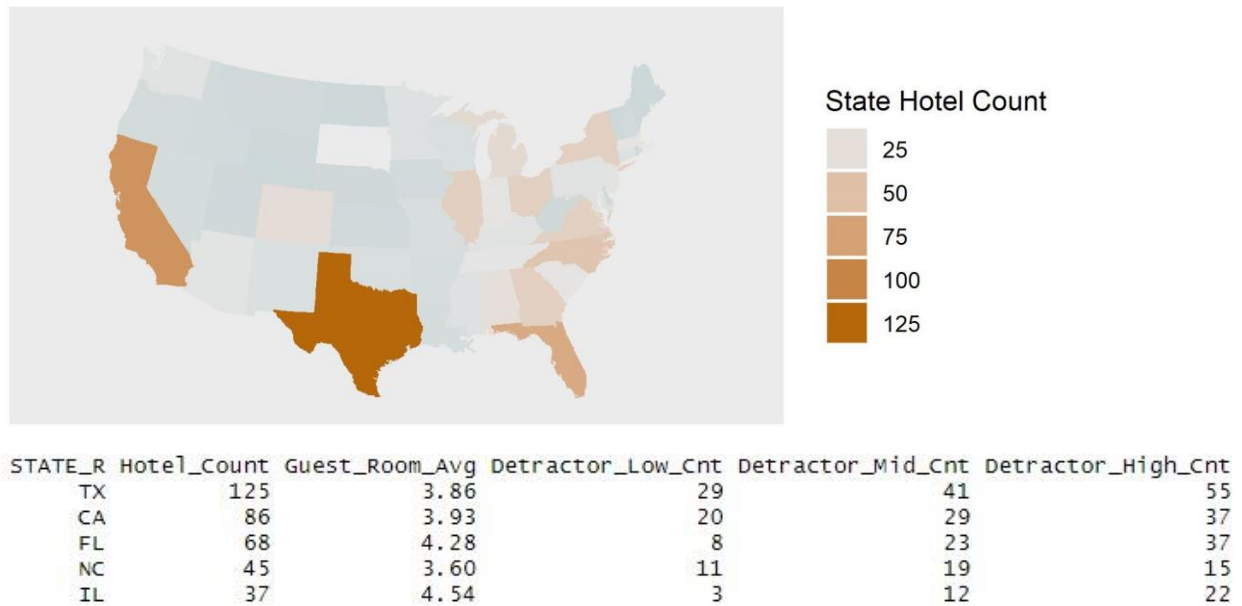 State Hotel Count
25
50
75
100
125
STATE_R Hotel_Count Guest_Room_Avg Detractor_Low_Cnt Detractor_Mid_Cnt Detractor_High_Cnt
TX 125 3.86 29 41 55
CA 86 3.93 20 29 37
FL 68 4.28 8 23 37
NC 45 3.60 11 19 15
IL 37 4.54 3 12 22